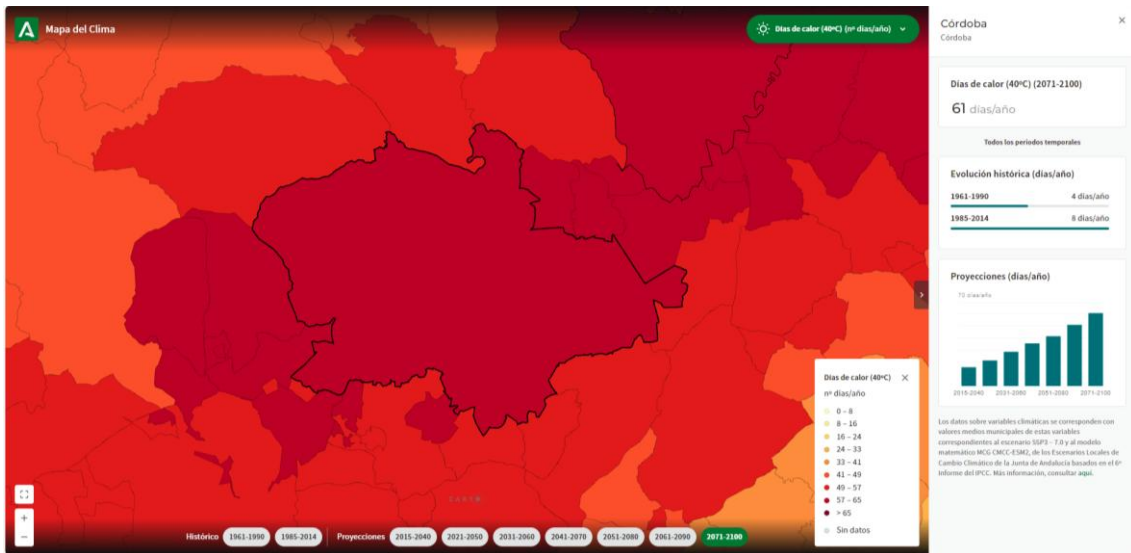 Mapa del Clima
Días de calor (40ºC) (nº días/año)
Córdoba
Córdoba
Días de calor (40ºC) (2071-2100)
61 días/año
Todos los periodos temporales
Evolución histórica (días/año)
1961-1990 4 días/año
1985-2014 8 días/año
Proyecciones (días/año)
70 días/año
2015-2040 2031-2060 2051-2080 2071-2100
Los datos sobre variables climáticas se corresponden con
valores medios municipales de estas variables
correspondientes al escenario SSP3 – 7.0 y al modelo
matemático MCG CMCC-ESM2, de los Escenarios Locales de
Cambio Climático de la Junta de Andalucía basados en el 6º
Informe del IPCC. Más información, consultar aquí.
Días de calor (40ºC)
nº días/año
0 – 8
8 – 16
16 – 24
24 – 33
33 – 41
41 – 49
49 – 57
57 – 65
> 65
Sin datos
Histórico 1961-1990 1985-2014 Proyecciones 2015-2040 2021-2050 2031-2060 2041-2070 2051-2080 2061-2090 2071-2100